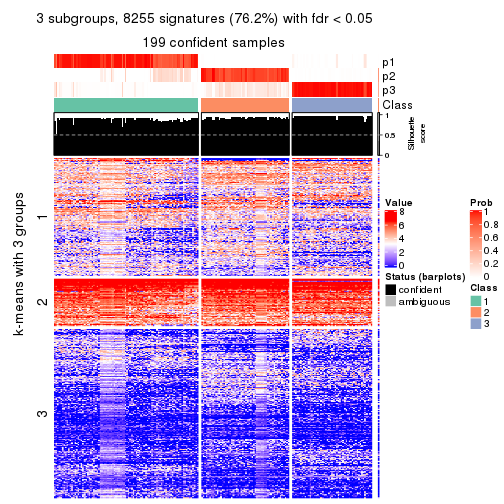 3 subgroups, 8255 signatures (76.2%) with fdr < 0.05
199 confident samples
p1
p2
p3
Class
1
0.5
0
Silhouette
score
k-means with 3 groups
1
2
3
Value
8
6
4
2
0
Status (barplots)
confident
ambiguous
Prob
1
0.8
0.6
0.4
0.2
0
Class
1
2
3